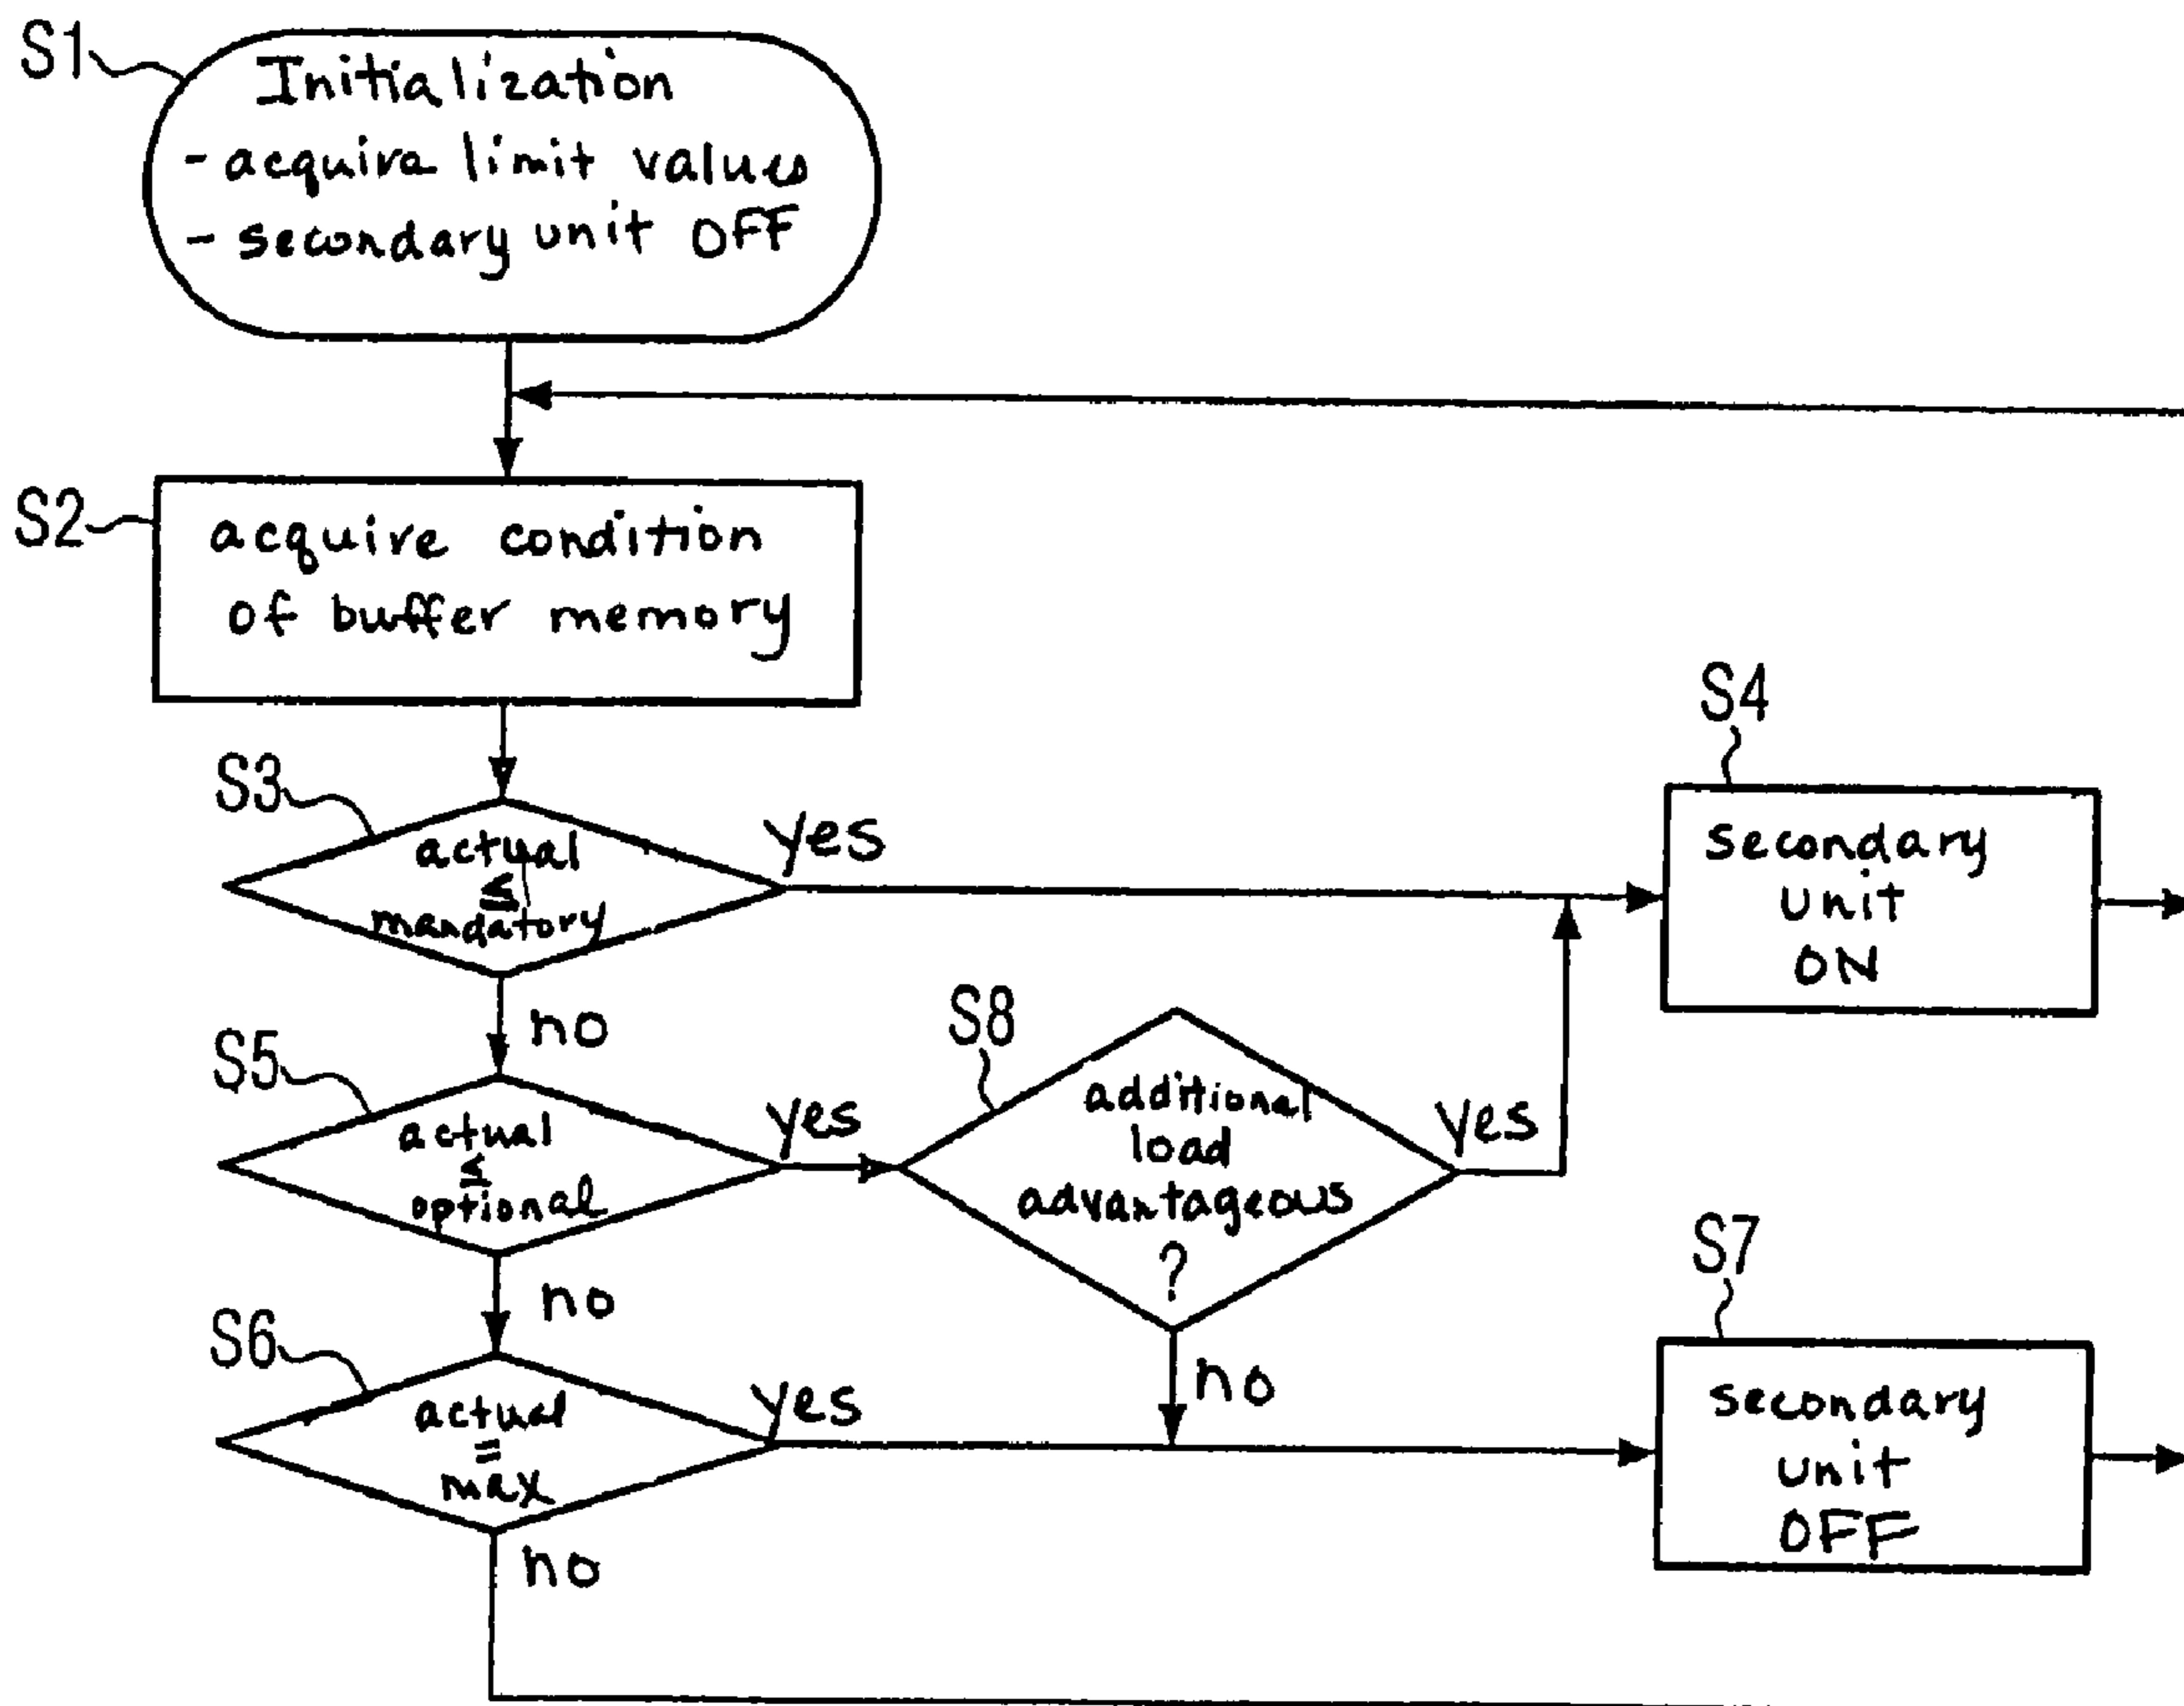 S1
Initialization
- acquire limit values
- secondary unit OFF
S2
acquire condition
of buffer memory
S3
actual
≤
mandatory
yes
S4
secondary
unit
ON
no
S5
actual
≤
optional
yes
S8
additional
load
advantageous
?
yes
no
S6
actual
=
max
yes
no
S7
secondary
unit
OFF
no